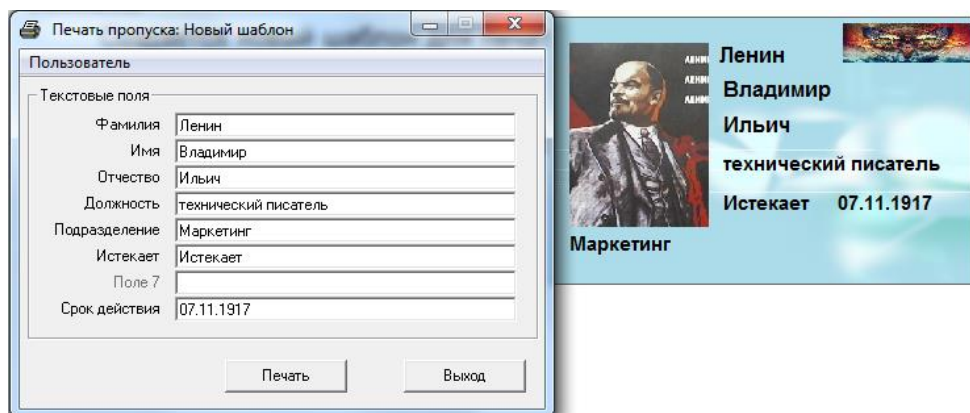 Печать пропуска: Новый шаблон
Пользователь
Текстовые поля
Фамилия Ленин
Имя Владимир
Отчество Ильич
Должность технический писатель
Подразделение Маркетинг
Истекает Истекает
Поле 7
Срок действия 07.11.1917
Печать Выход
Ленин
Владимир
Ильич
технический писатель
Истекает 07.11.1917
Маркетинг